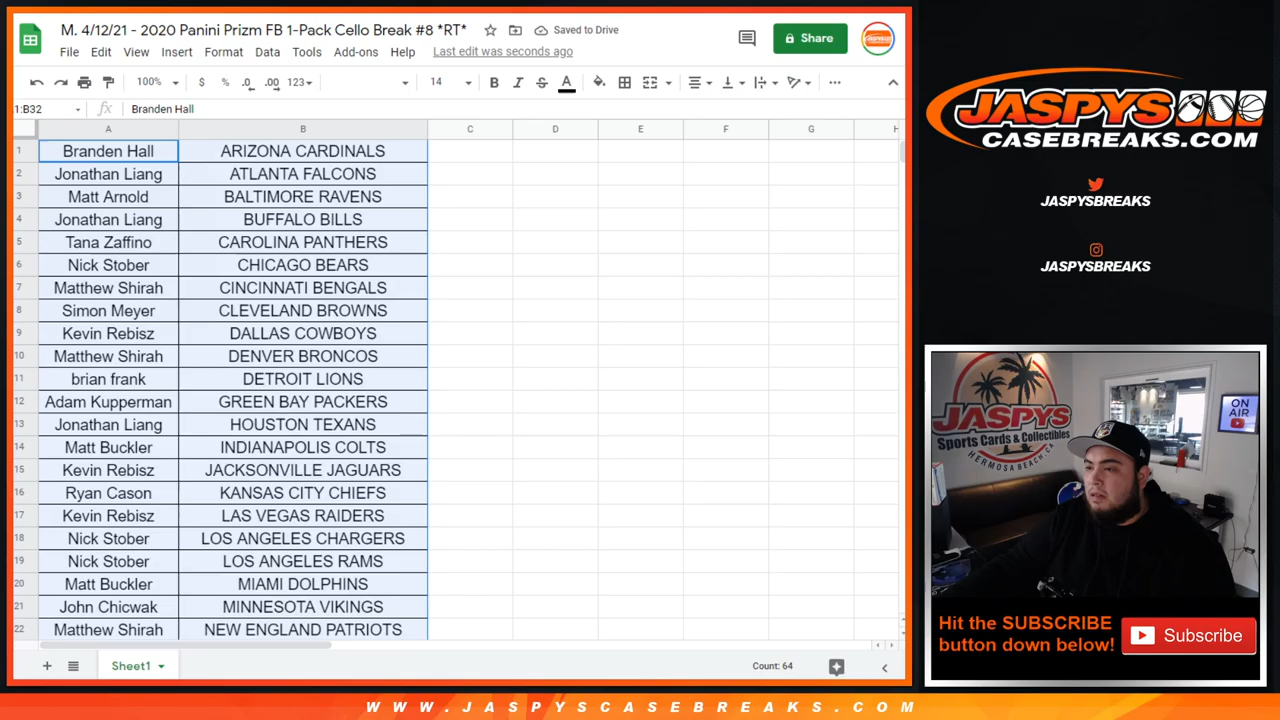 M. 4/12/21 - 2020 Panini Prizm FB 1-Pack Cello Break #8 *RT*
Saved to Drive
File Edit View Insert Format Data Tools Add-ons Help Last edit was seconds ago
Share
100% $ % .0 .00 123 14 B I S A
1:B32 fx Branden Hall
A B C D E F G H
1 Branden Hall ARIZONA CARDINALS
2 Jonathan Liang ATLANTA FALCONS
3 Matt Arnold BALTIMORE RAVENS
4 Jonathan Liang BUFFALO BILLS
5 Tana Zaffino CAROLINA PANTHERS
6 Nick Stober CHICAGO BEARS
7 Matthew Shirah CINCINNATI BENGALS
8 Simon Meyer CLEVELAND BROWNS
9 Kevin Rebisz DALLAS COWBOYS
10 Matthew Shirah DENVER BRONCOS
11 brian frank DETROIT LIONS
12 Adam Kupperman GREEN BAY PACKERS
13 Jonathan Liang HOUSTON TEXANS
14 Matt Buckler INDIANAPOLIS COLTS
15 Kevin Rebisz JACKSONVILLE JAGUARS
16 Ryan Cason KANSAS CITY CHIEFS
17 Kevin Rebisz LAS VEGAS RAIDERS
18 Nick Stober LOS ANGELES CHARGERS
19 Nick Stober LOS ANGELES RAMS
20 Matt Buckler MIAMI DOLPHINS
21 John Chicwak MINNESOTA VIKINGS
22 Matthew Shirah NEW ENGLAND PATRIOTS
Sheet1
Count: 64
JASPYS
CASEBREAKS.COM
JASPYSBREAKS
JASPYSBREAKS
JASPYS
Sports Cards & Collectibles
HERMOSA BEACH, CA
ON
AIR
Hit the SUBSCRIBE
button down below!
Subscribe
WWW.JASPYSCASEBREAKS.COM